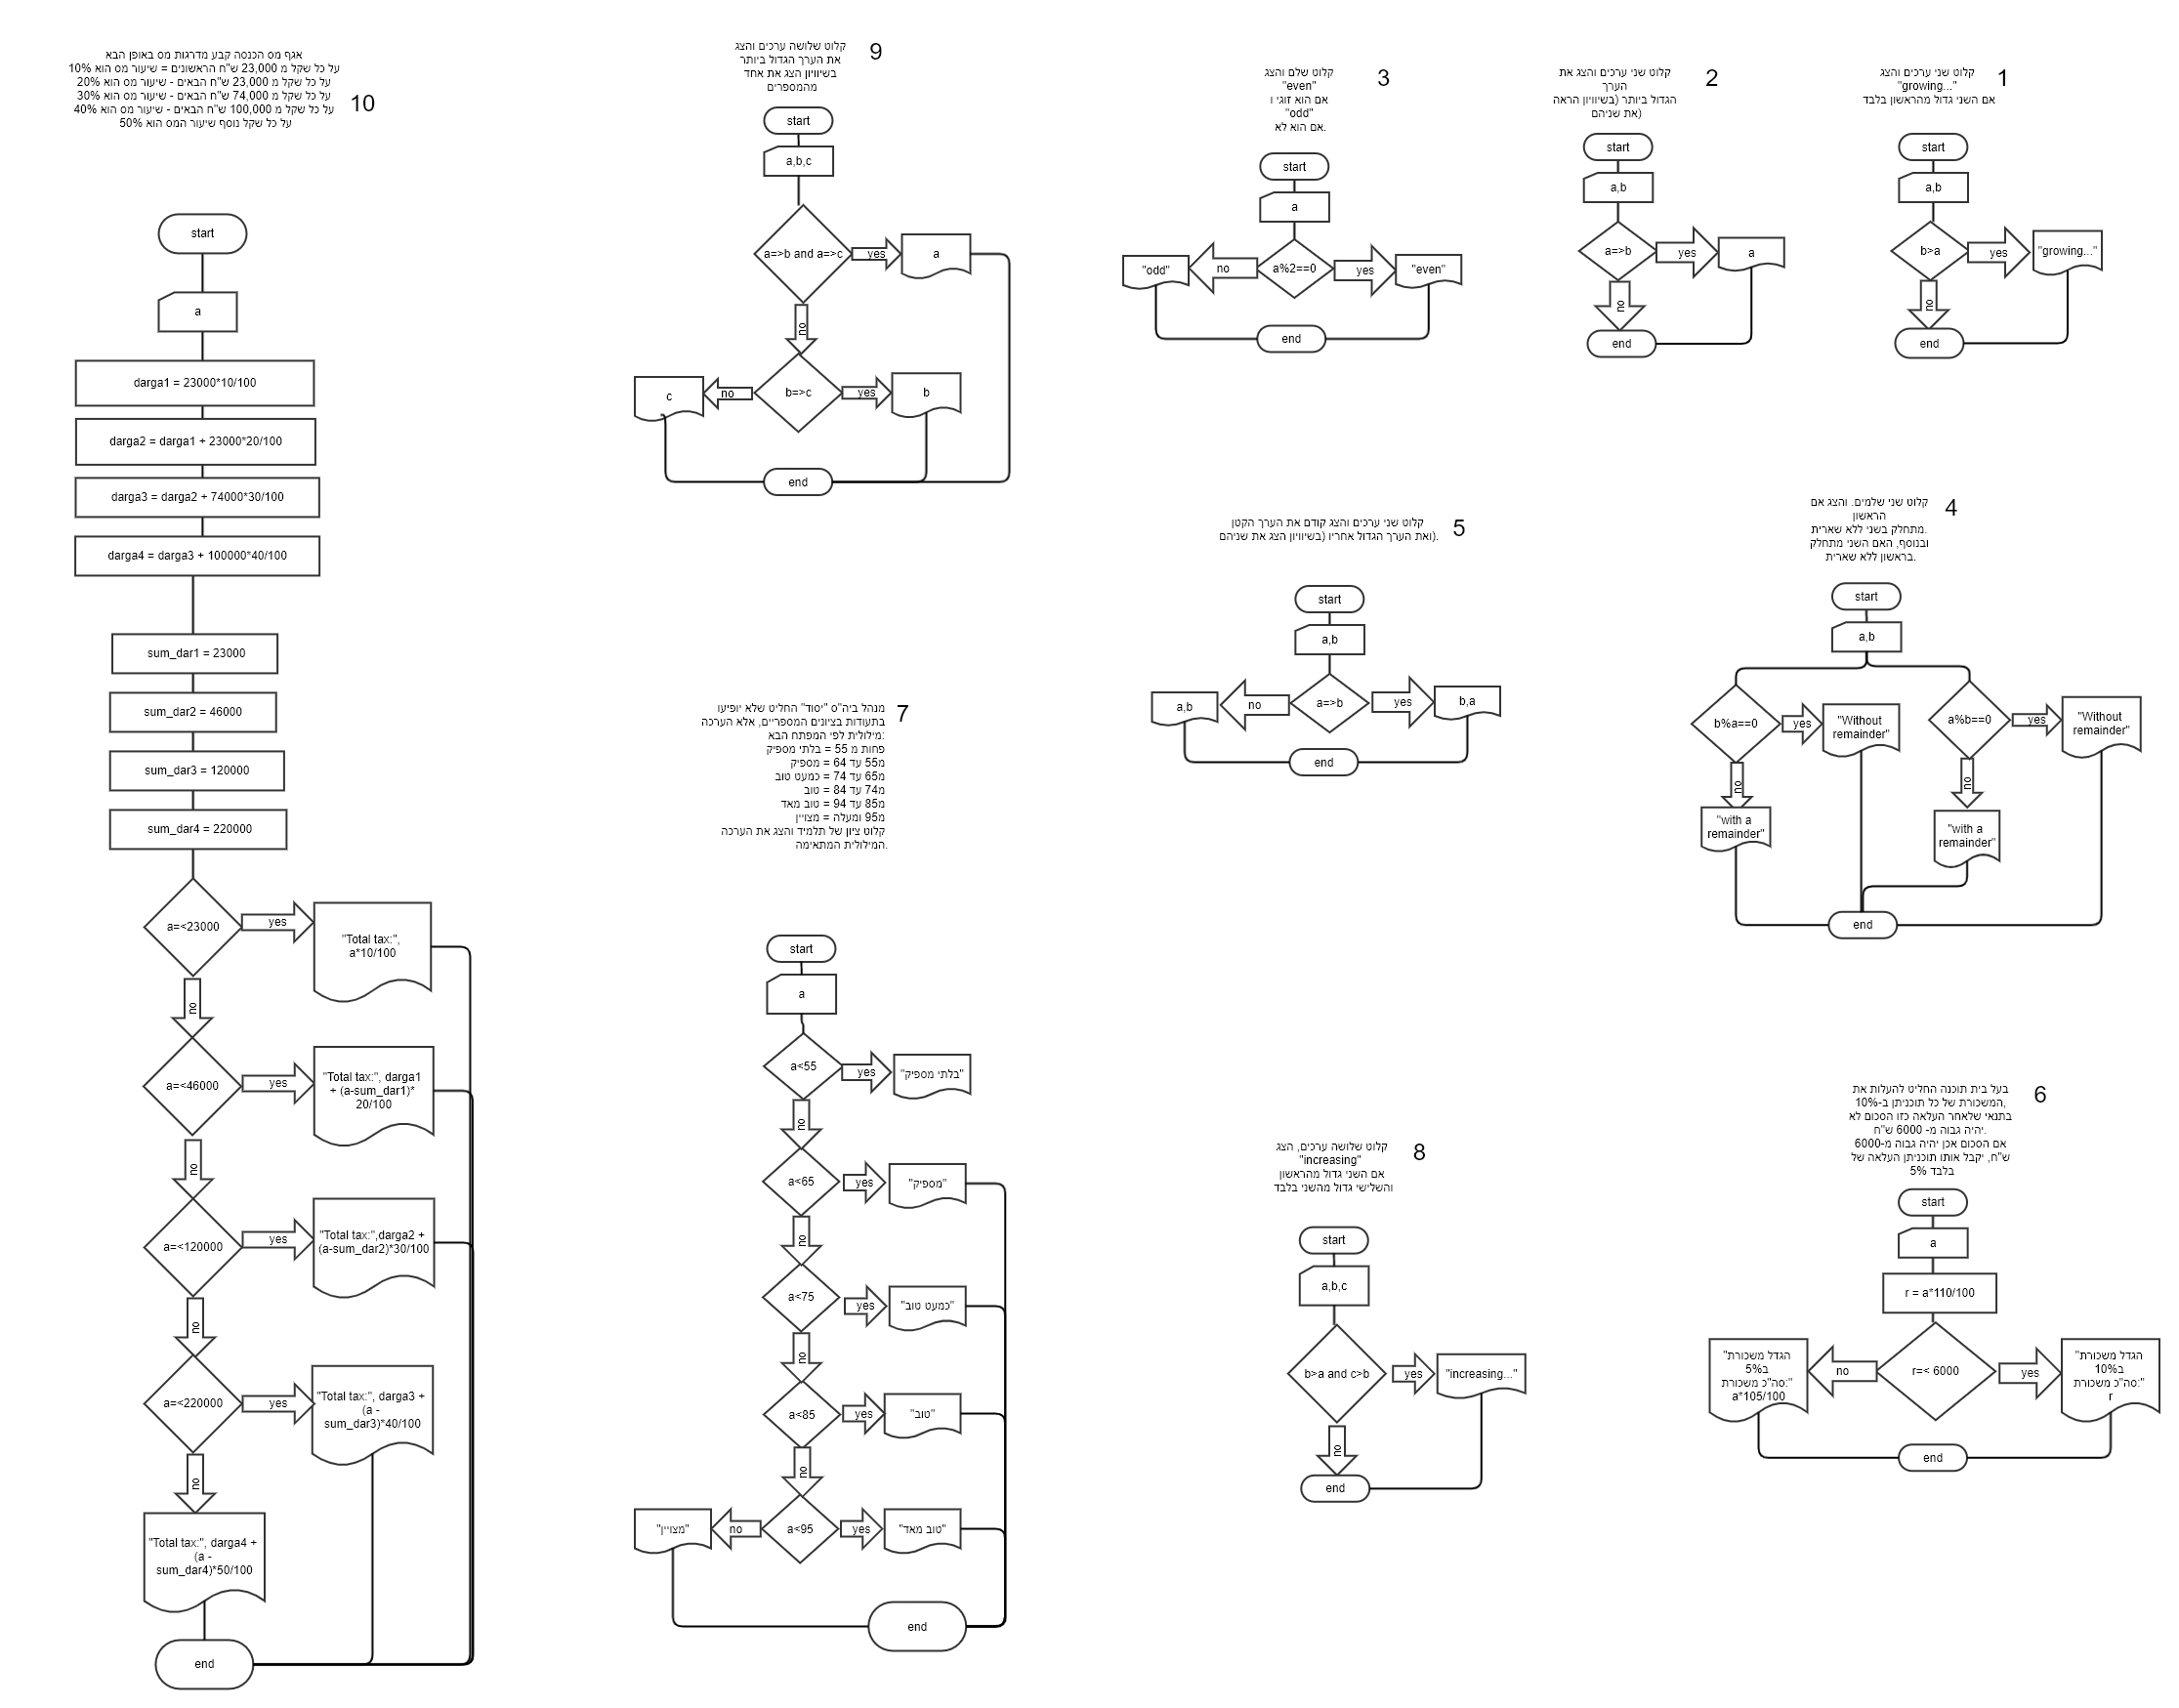 1
קלוט שני ערכים והצג
"growing..."
אם השני גדול מהראשון בלבד
start
a,b
b>a
yes
"growing..."
no
end
2
קלוט שני ערכים והצג את
הערך
הגדול ביותר (בשיוויון הראה
את שניהם)
start
a,b
a=>b
yes
a
no
end
3
קלוט שלם והצג
"even"
אם הוא זוגי ו
"odd"
אם הוא לא.
start
a
a%2==0
no
"odd"
yes
"even"
end
4
קלוט שני שלמים. והצג אם
הראשון
מתחלק בשני ללא שארית.
ובנוסף, האם השני מתחלק
בראשון ללא שארית.
start
a,b
b%a==0
yes
"Without
remainder"
no
"with a
remainder"
a%b==0
yes
"Without
remainder"
no
"with a
remainder"
end
5
קלוט שני ערכים והצג קודם את הערך הקטן
ואת הערך הגדול אחריו (בשיוויון הצג את שניהם).
start
a,b
a=>b
no
a,b
yes
b,a
end
6
בעל בית תוכנה החליט להעלות את
המשכורת של כל תוכניתן ב-10%,
בתנאי שלאחר העלאה כזו הסכום לא
יהיה גבוה מ- 6000 ש"ח.
אם הסכום אכן יהיה גבוה מ-6000
ש"ח, יקבל אותו תוכניתן העלאה של
5% בלבד
start
a
r = a*110/100
r=< 6000
no
"הגדל משכורת
ב5%
סה"כ משכורת:"
a*105/100
yes
"הגדל משכורת
ב10%
סה"כ משכורת:"
r
end
7
מנהל ביה"ס "יסוד" החליט שלא יופיעו
בתעודות בציונים המספריים, אלא הערכה
מילולית לפי המפתח הבא:
פחות מ 55 = בלתי מספיק
מ55 עד 64 = מספיק
מ65 עד 74 = כמעט טוב
מ74 עד 84 = טוב
מ85 עד 94 = טוב מאד
מ95 ומעלה = מצויין
קלוט ציון של תלמיד והצג את הערכה
המילולית המתאימה.
start
a
a<55
yes
"בלתי מספיק"
no
a<65
yes
"מספיק"
no
a<75
yes
"כמעט טוב"
no
a<85
yes
"טוב"
no
a<95
yes
"טוב מאד"
no
"מצויין"
end
8
קלוט שלושה ערכים, הצג
"increasing"
אם השני גדול מהראשון
והשלישי גדול מהשני בלבד
start
a,b,c
b>a and c>b
yes
"increasing..."
no
end
9
קלוט שלושה ערכים והצג
את הערך הגדול ביותר
בשיוויון הצג את אחד
מהמספרים
start
a,b,c
a=>b and a=>c
yes
a
no
b=>c
no
c
yes
b
end
10
אגף מס הכנסה קבע מדרגות מס באופן הבא
על כל שקל מ 23,000 ש"ח הראשונים = שיעור מס הוא 10%
על כל שקל מ 23,000 ש"ח הבאים - שיעור מס הוא 20%
על כל שקל מ 74,000 ש"ח הבאים - שיעור מס הוא 30%
על כל שקל מ 100,000 ש"ח הבאים - שיעור מס הוא 40%
על כל שקל נוסף שיעור המס הוא 50%
start
a
darga1 = 23000*10/100
darga2 = darga1 + 23000*20/100
darga3 = darga2 + 74000*30/100
darga4 = darga3 + 100000*40/100
sum_dar1 = 23000
sum_dar2 = 46000
sum_dar3 = 120000
sum_dar4 = 220000
a=<23000
yes
"Total tax:",
a*10/100
no
a=<46000
yes
"Total tax:", darga1
+ (a-sum_dar1)*
20/100
no
a=<120000
yes
"Total tax:",darga2 +
(a-sum_dar2)*30/100
no
a=<220000
yes
"Total tax:", darga3 +
(a -
sum_dar3)*40/100
no
"Total tax:", darga4 +
(a -
sum_dar4)*50/100
end